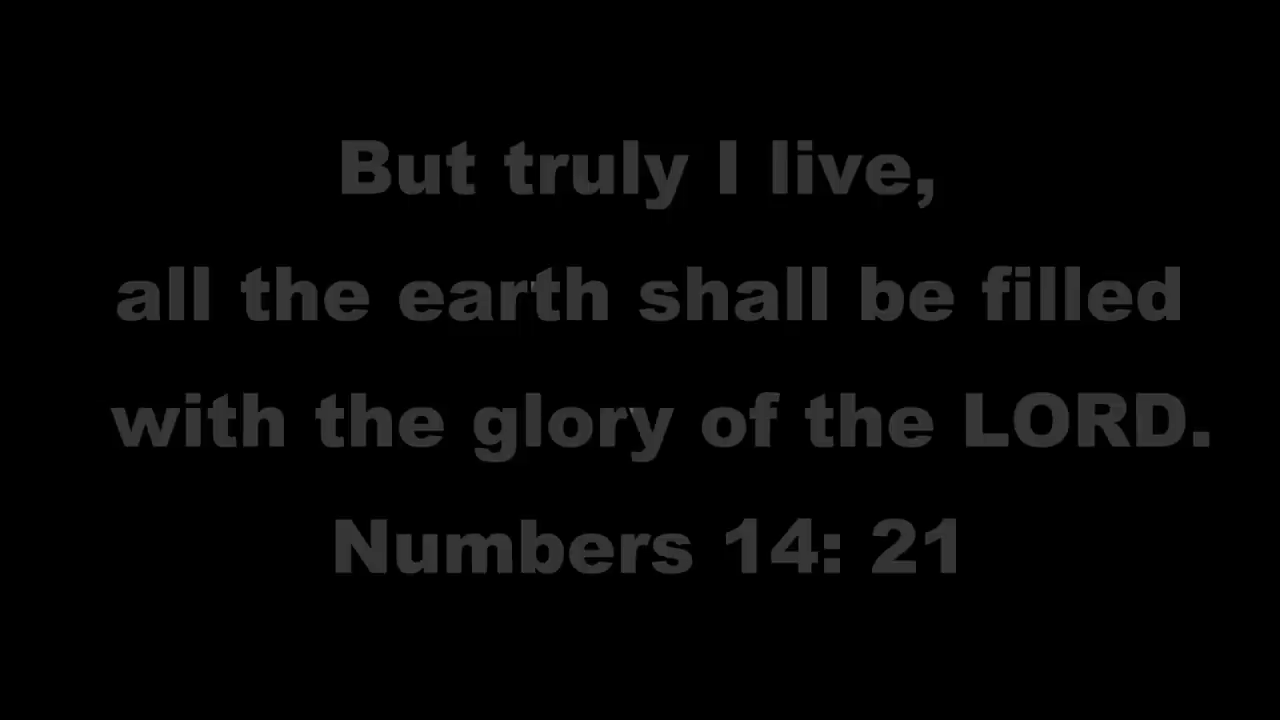 But truly I live,
all the earth shall be filled
with the glory of the LORD.
Numbers 14: 21